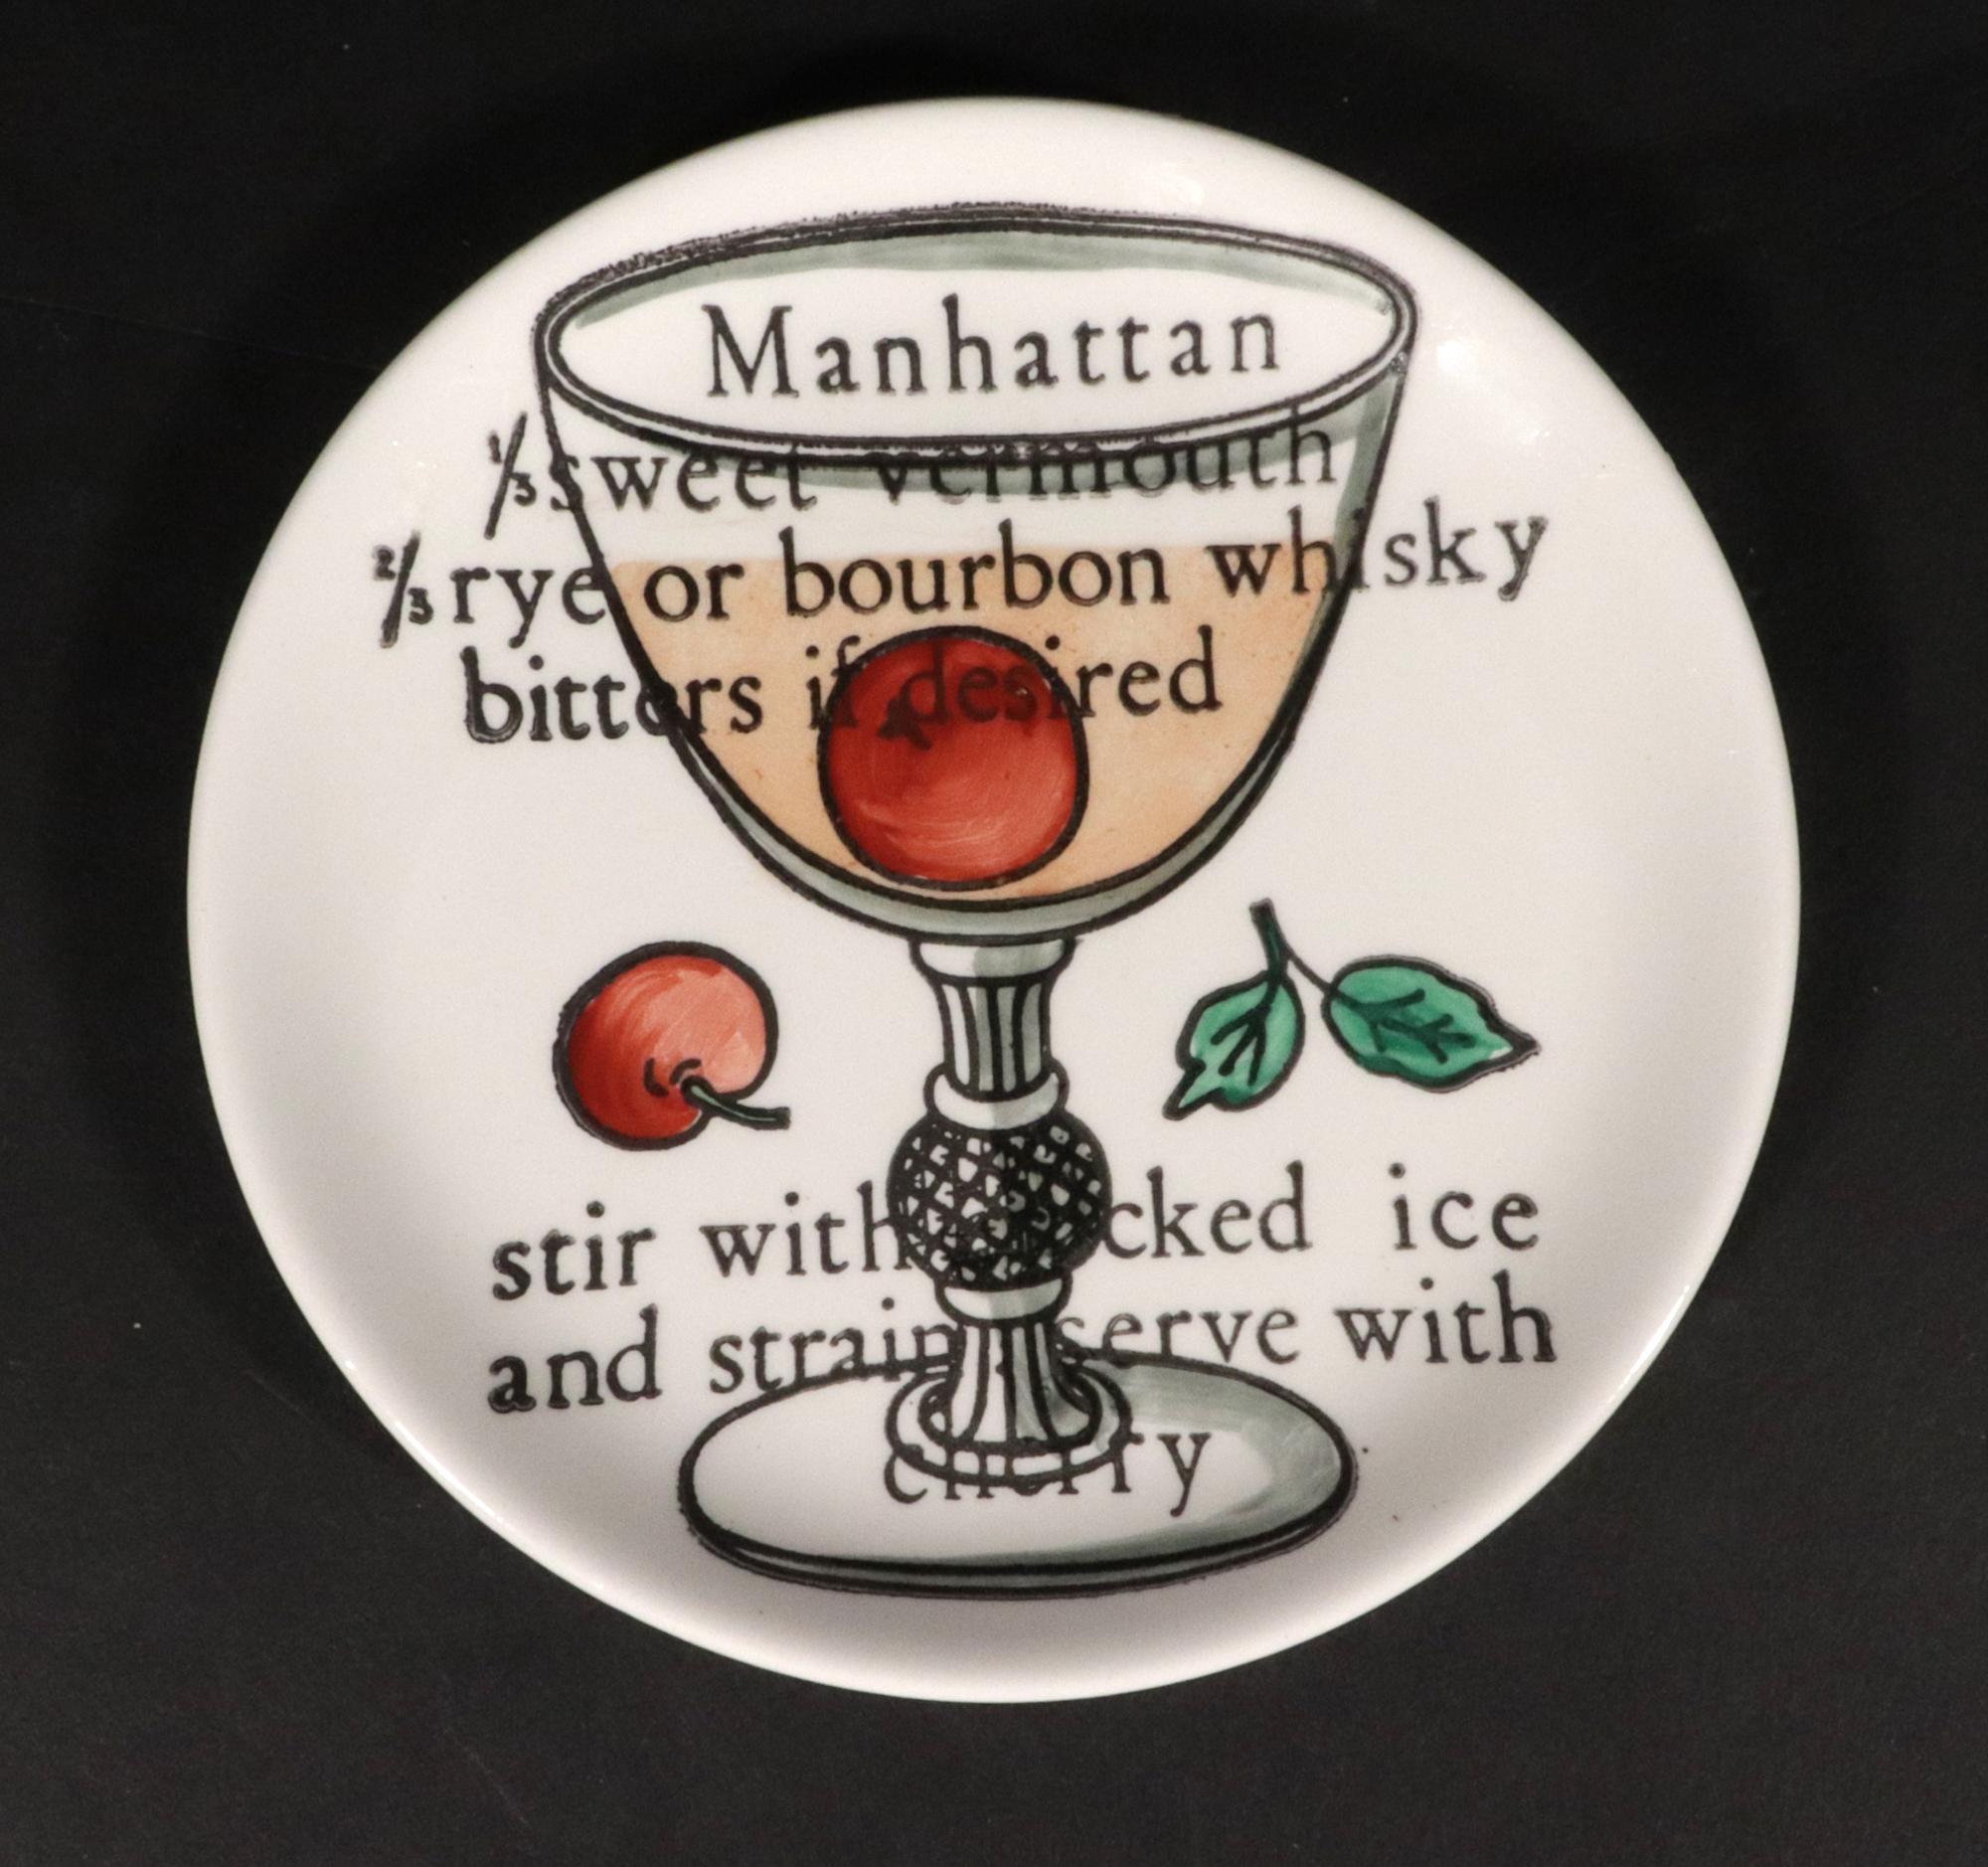 Manhattan
1/3 sweet vermouth
2/3 rye or bourbon whisky
bitters if desired
stir with cracked ice
and strain serve with
cherry